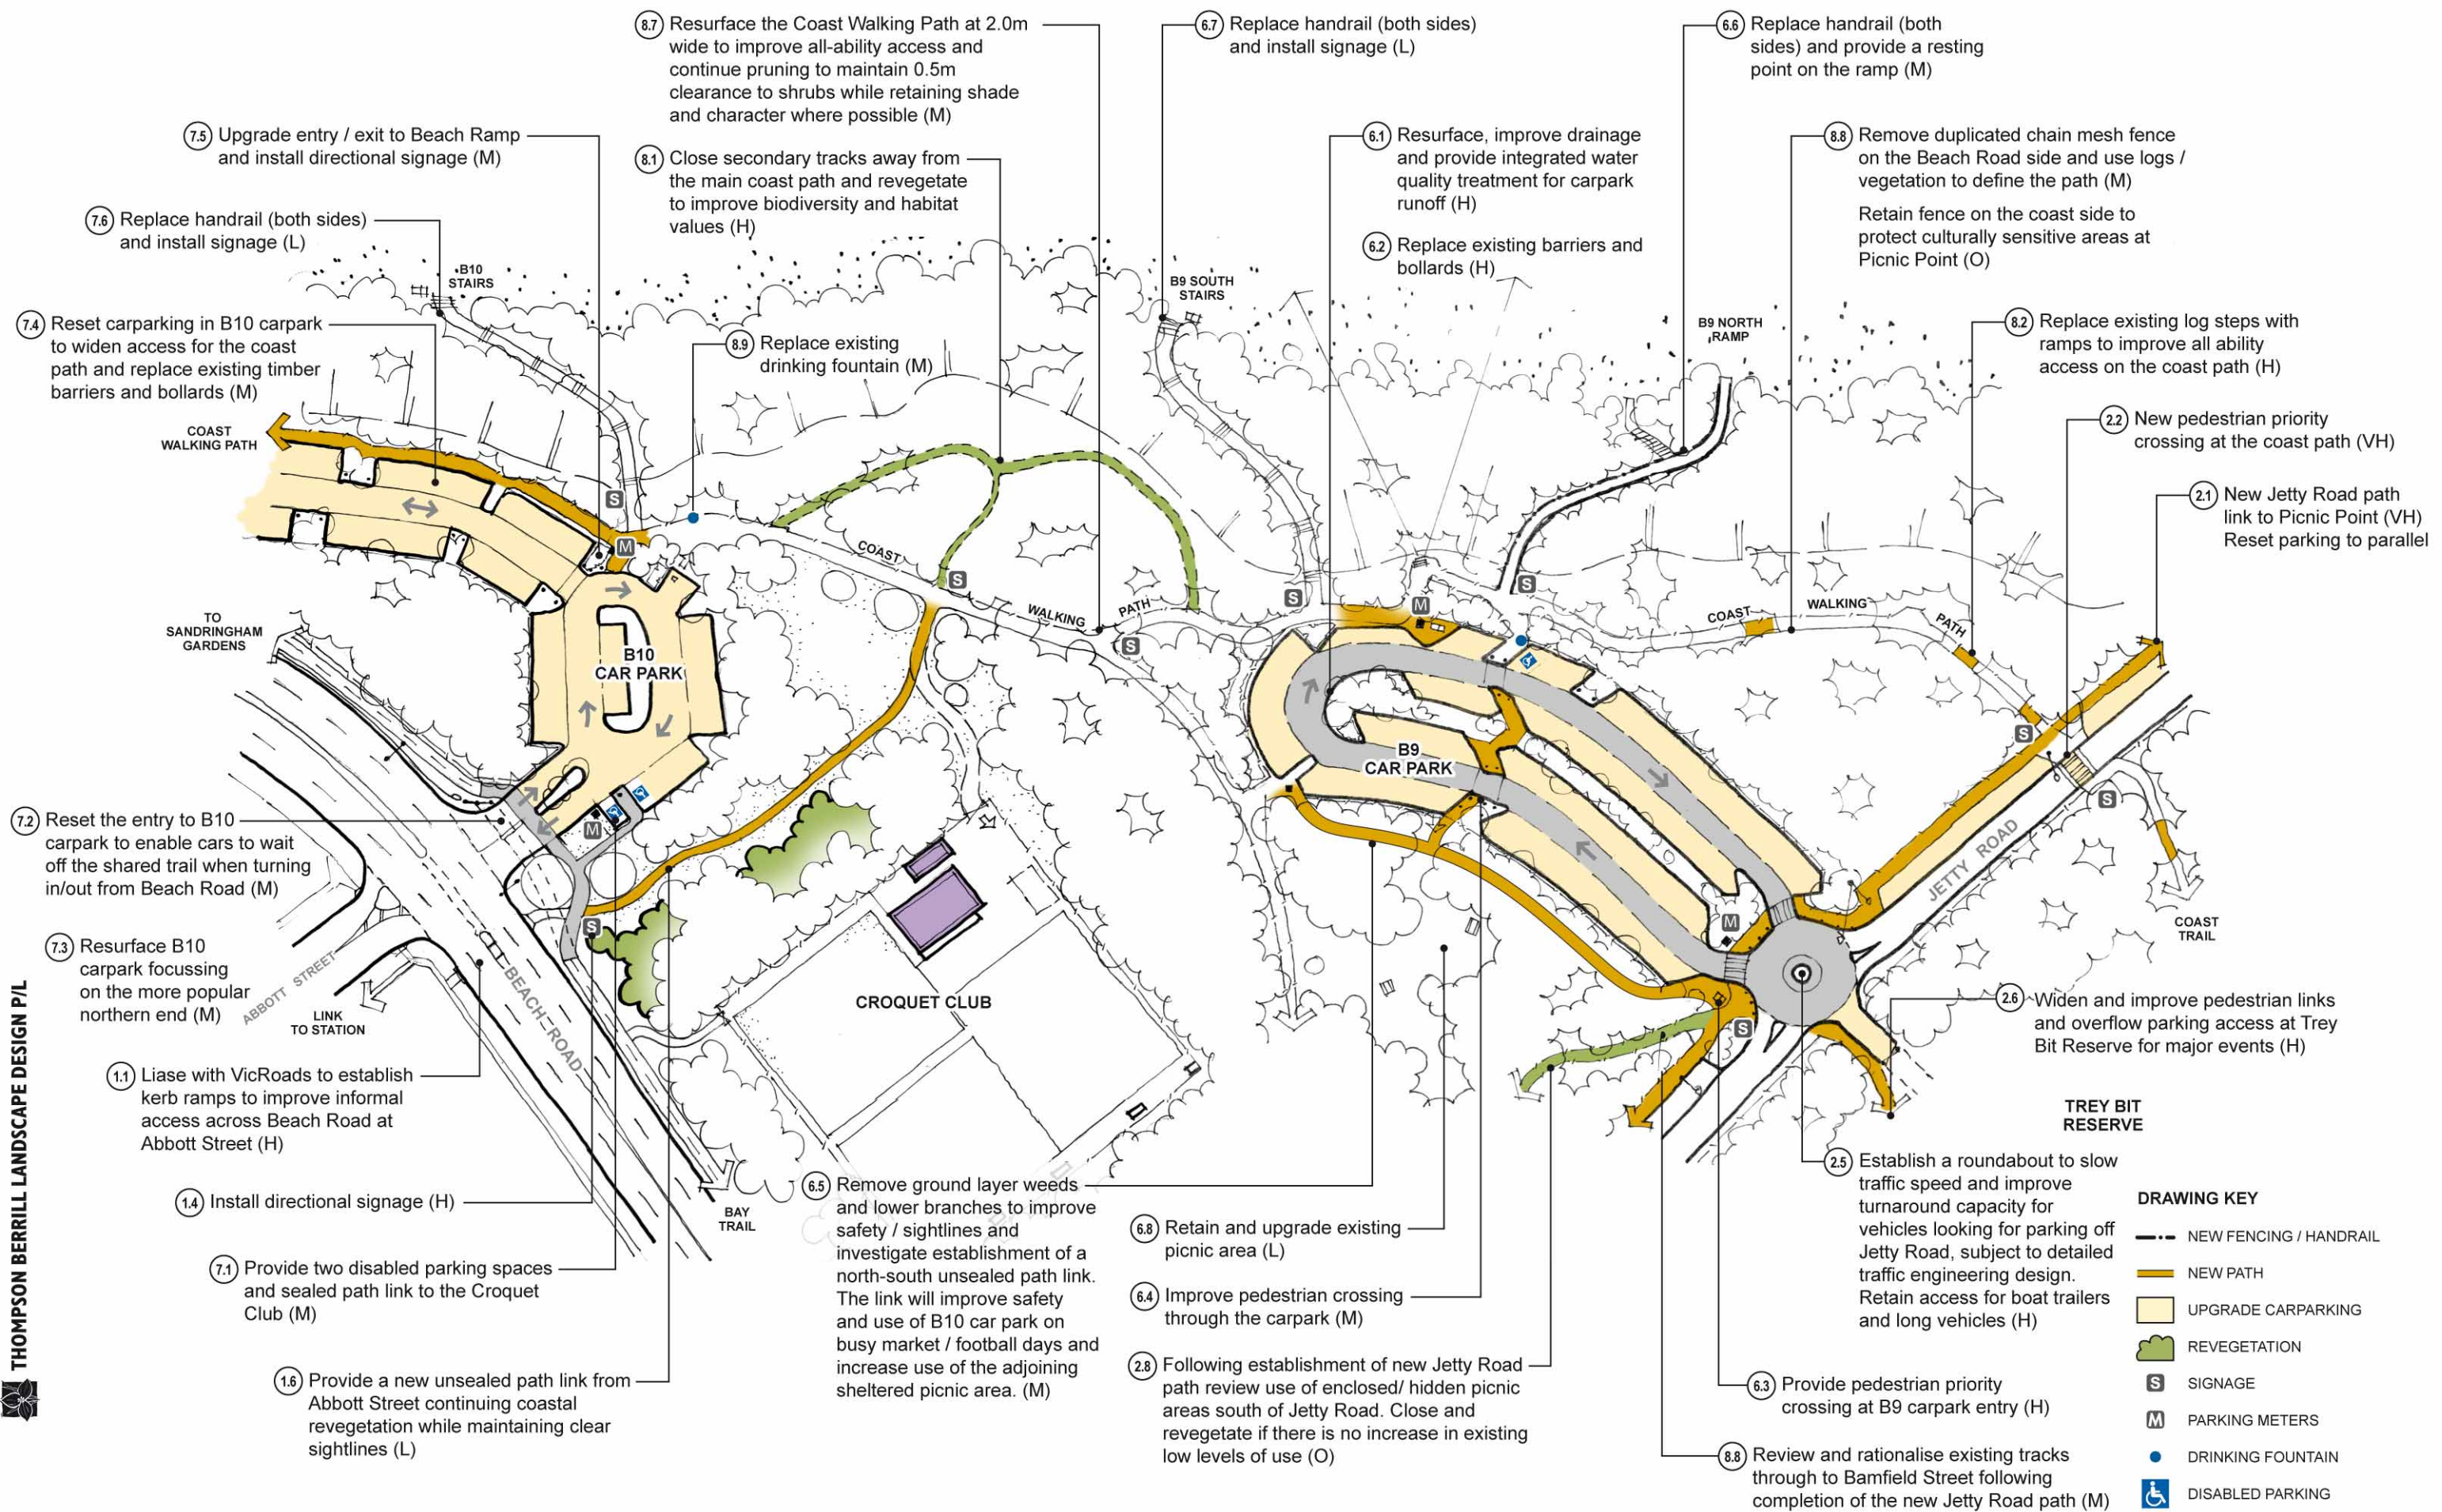 8.7 Resurface the Coast Walking Path at 2.0m
wide to improve all-ability access and
continue pruning to maintain 0.5m
clearance to shrubs while retaining shade
and character where possible (M)
6.7 Replace handrail (both sides)
and install signage (L)
6.6 Replace handrail (both
sides) and provide a resting
point on the ramp (M)
7.5 Upgrade entry / exit to Beach Ramp
and install directional signage (M)
8.1 Close secondary tracks away from
the main coast path and revegetate
to improve biodiversity and habitat
values (H)
6.1 Resurface, improve drainage
and provide integrated water
quality treatment for carpark
runoff (H)
6.2 Replace existing barriers and
bollards (H)
8.8 Remove duplicated chain mesh fence
on the Beach Road side and use logs /
vegetation to define the path (M)
Retain fence on the coast side to
protect culturally sensitive areas at
Picnic Point (O)
7.6 Replace handrail (both sides)
and install signage (L)
B10
STAIRS
B9 SOUTH
STAIRS
B9 NORTH
RAMP
7.4 Reset carparking in B10 carpark
to widen access for the coast
path and replace existing timber
barriers and bollards (M)
8.9 Replace existing
drinking fountain (M)
8.2 Replace existing log steps with
ramps to improve all ability
access on the coast path (H)
2.2 New pedestrian priority
crossing at the coast path (VH)
2.1 New Jetty Road path
link to Picnic Point (VH)
Reset parking to parallel
COAST
WALKING PATH
S
M
COAST
WALKING
PATH
S
S
S
M
S
COAST
WALKING
PATH
S
S
TO
SANDRINGHAM
GARDENS
B10
CAR PARK
B9
CAR PARK
M
M
S
S
JETTY ROAD
COAST
TRAIL
7.2 Reset the entry to B10
carpark to enable cars to wait
off the shared trail when turning
in/out from Beach Road (M)
7.3 Resurface B10
carpark focussing
on the more popular
northern end (M)
ABBOTT STREET
LINK
TO STATION
BEACH ROAD
CROQUET CLUB
BAY
TRAIL
1.1 Liase with VicRoads to establish
kerb ramps to improve informal
access across Beach Road at
Abbott Street (H)
1.4 Install directional signage (H)
7.1 Provide two disabled parking spaces
and sealed path link to the Croquet
Club (M)
1.6 Provide a new unsealed path link from
Abbott Street continuing coastal
revegetation while maintaining clear
sightlines (L)
6.5 Remove ground layer weeds
and lower branches to improve
safety / sightlines and
investigate establishment of a
north-south unsealed path link.
The link will improve safety
and use of B10 car park on
busy market / football days and
increase use of the adjoining
sheltered picnic area. (M)
6.8 Retain and upgrade existing
picnic area (L)
6.4 Improve pedestrian crossing
through the carpark (M)
2.8 Following establishment of new Jetty Road
path review use of enclosed/ hidden picnic
areas south of Jetty Road. Close and
revegetate if there is no increase in existing
low levels of use (O)
2.6 Widen and improve pedestrian links
and overflow parking access at Trey
Bit Reserve for major events (H)
TREY BIT
RESERVE
2.5 Establish a roundabout to slow
traffic speed and improve
turnaround capacity for
vehicles looking for parking off
Jetty Road, subject to detailed
traffic engineering design.
Retain access for boat trailers
and long vehicles (H)
6.3 Provide pedestrian priority
crossing at B9 carpark entry (H)
8.8 Review and rationalise existing tracks
through to Bamfield Street following
completion of the new Jetty Road path (M)
DRAWING KEY
NEW FENCING / HANDRAIL
NEW PATH
UPGRADE CARPARKING
REVEGETATION
S SIGNAGE
M PARKING METERS
DRINKING FOUNTAIN
DISABLED PARKING
THOMPSON BERRILL LANDSCAPE DESIGN P/L